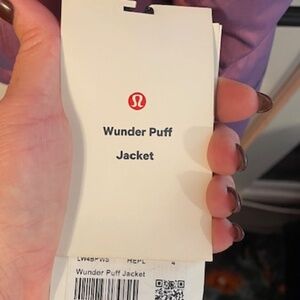 Wunder Puff
Jacket
LW4BPWS HEPL 4
Wunder Puff Jacket